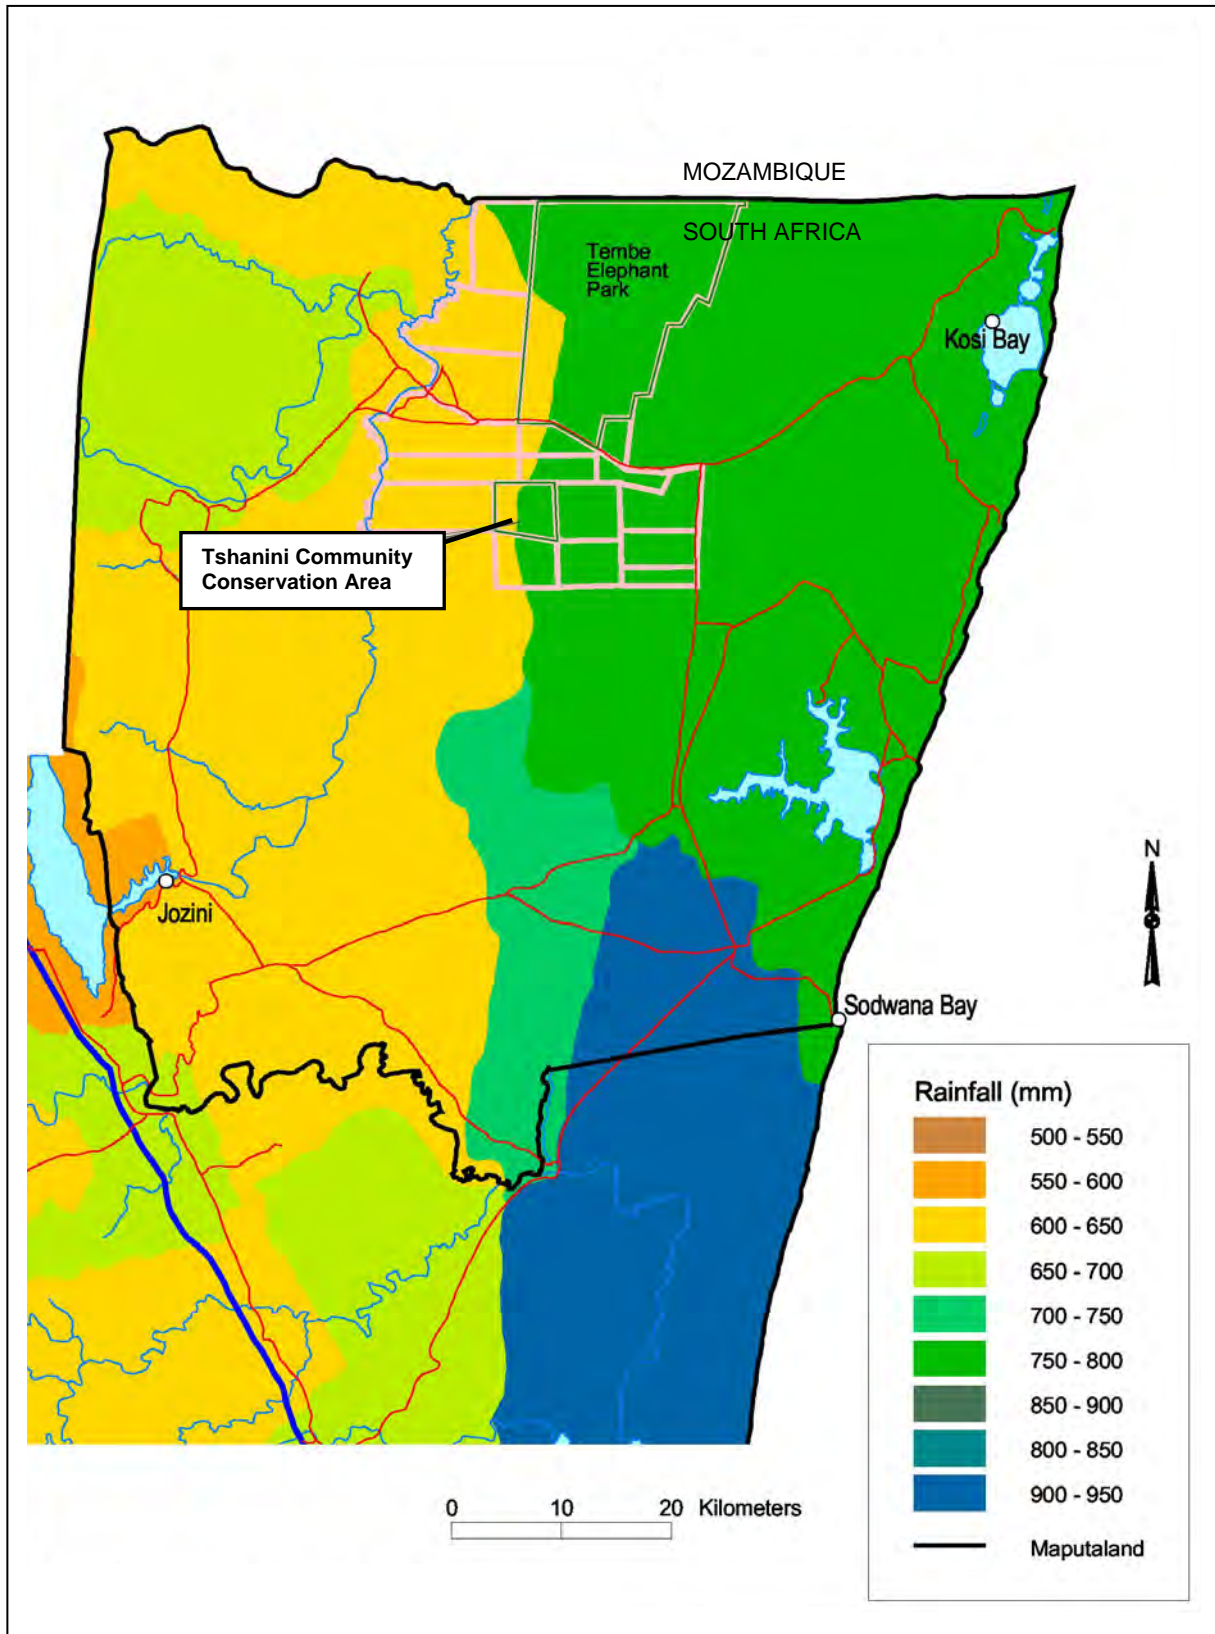 MOZAMBIQUE
SOUTH AFRICA
Tembe
Elephant
Park
Kosi Bay
Tshanini Community
Conservation Area
Jozini
N
Sodwana Bay
Rainfall (mm)
500 - 550
550 - 600
600 - 650
650 - 700
700 - 750
750 - 800
850 - 900
800 - 850
900 - 950
Maputaland
0 10 20 Kilometers